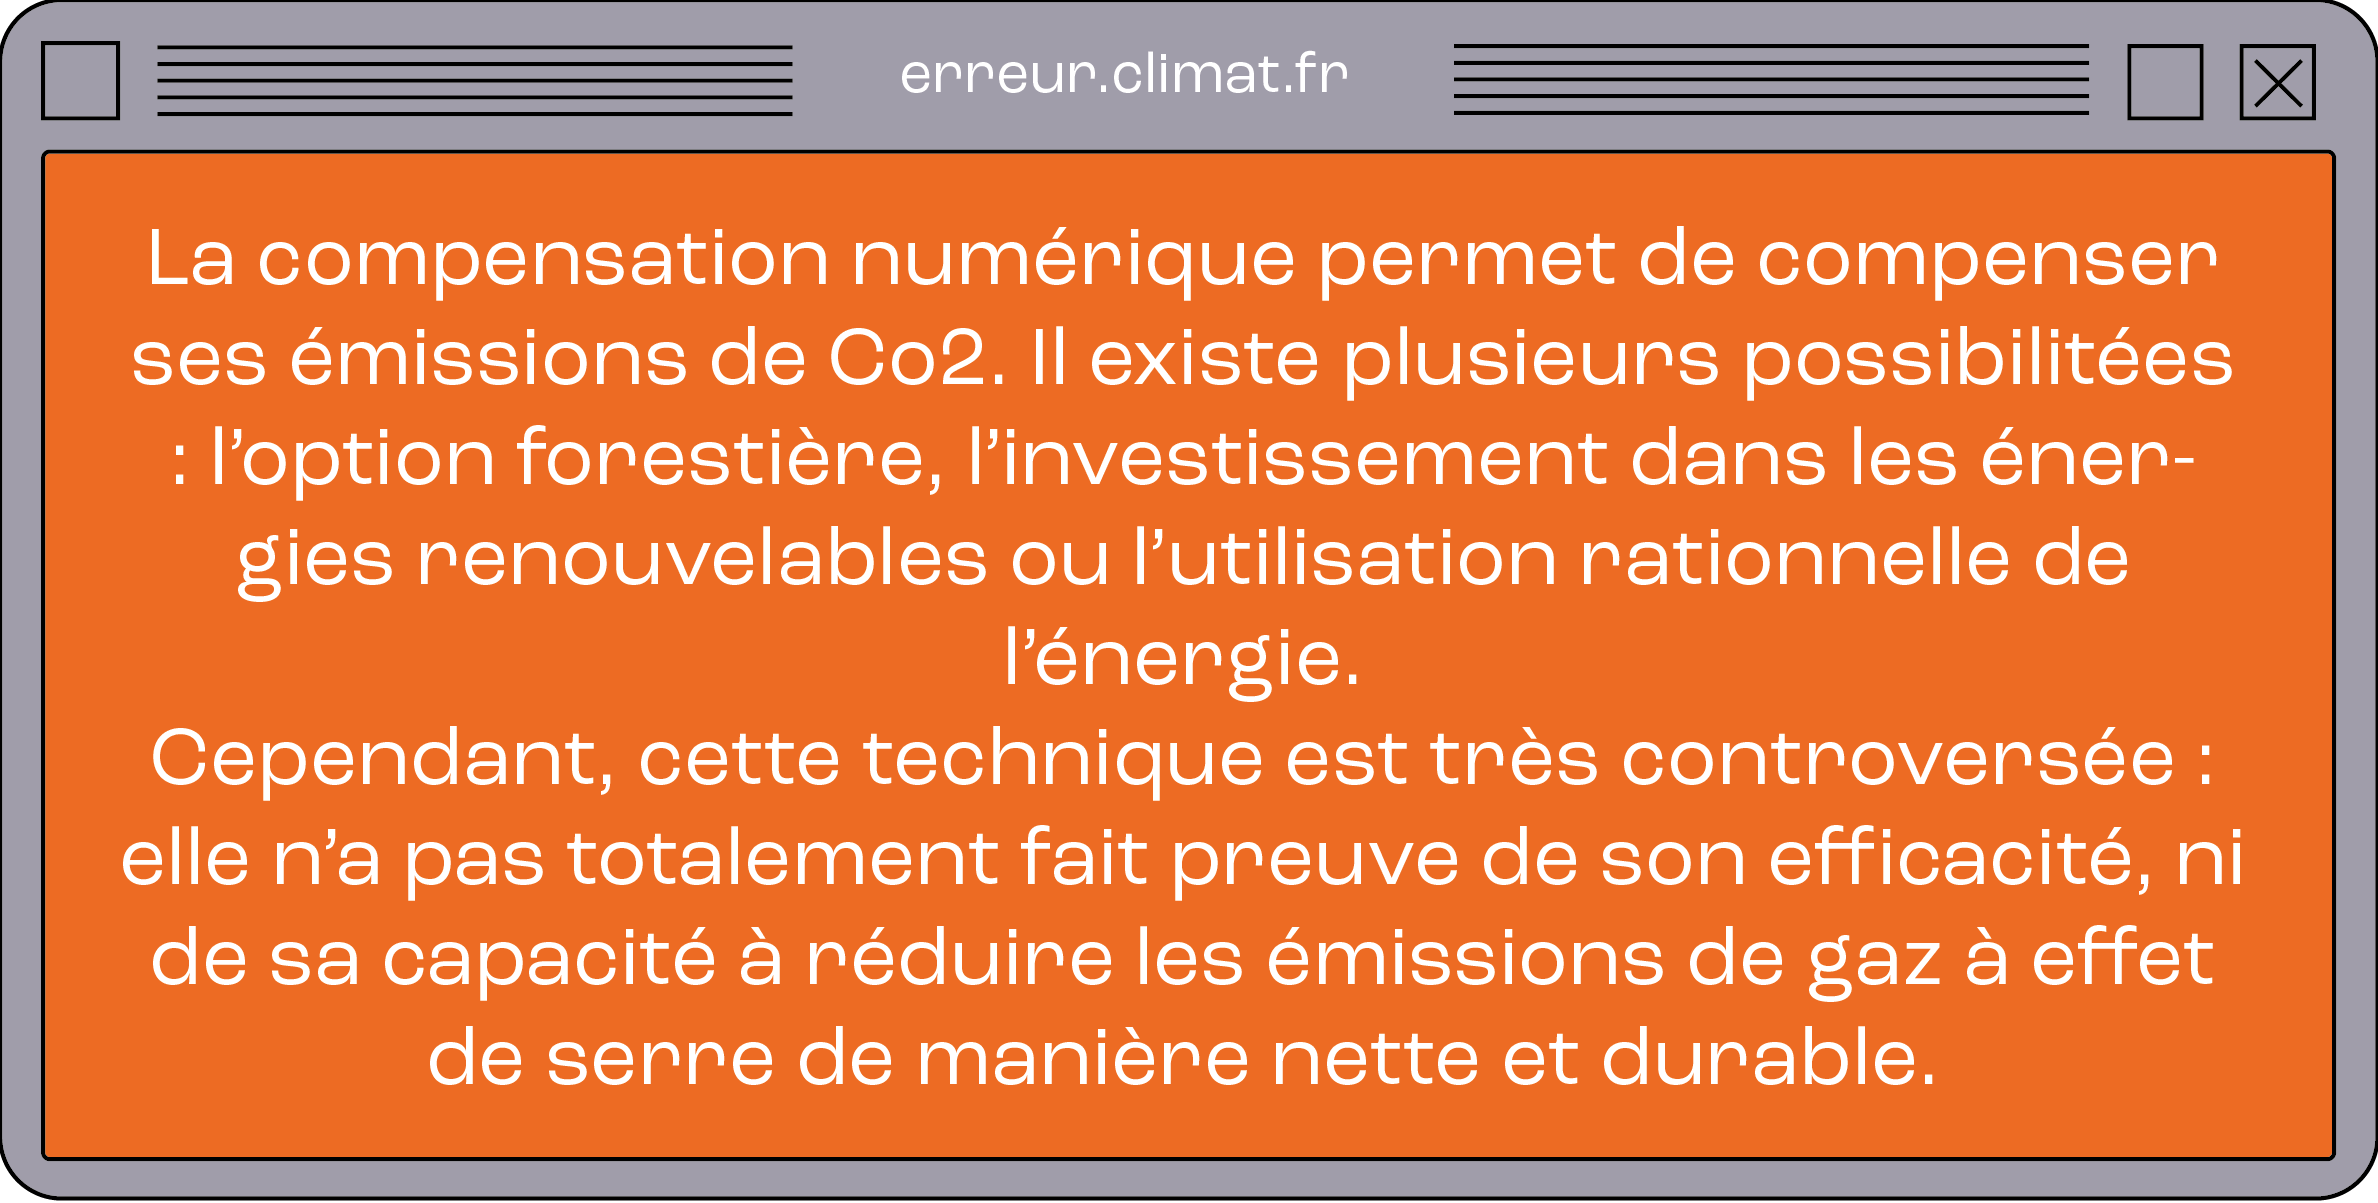 erreur.climat.fr
La compensation numérique permet de compenser
ses émissions de Co2. Il existe plusieurs possibilitées
: l’option forestière, l’investissement dans les éner-
gies renouvelables ou l’utilisation rationnelle de
l’énergie.
Cependant, cette technique est très controversée :
elle n’a pas totalement fait preuve de son efficacité, ni
de sa capacité à réduire les émissions de gaz à effet
de serre de manière nette et durable.